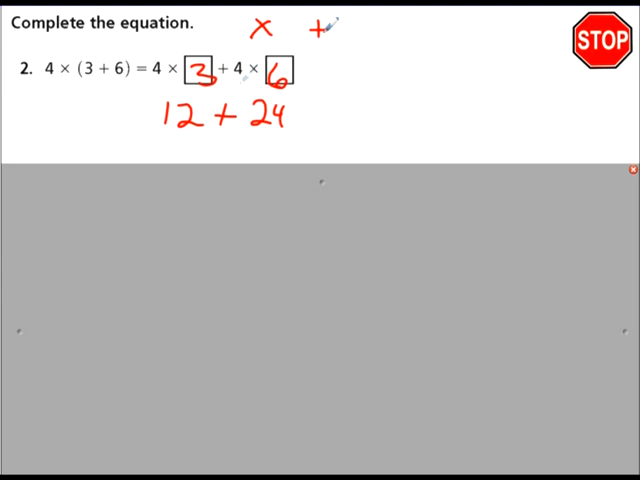 Complete the equation.
× +
STOP
2. 4 × (3 + 6) = 4 × 3 + 4 × 6
12 + 24